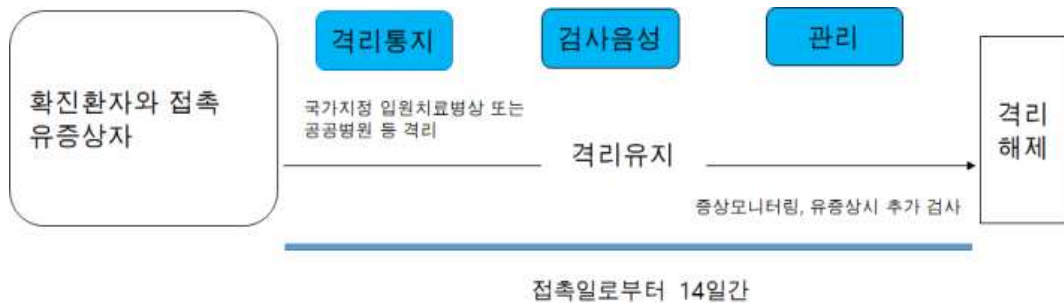 격리통지
검사음성
관리
확진환자와 접촉
유증상자
국가지정 입원치료병상 또는
공공병원 등 격리
격리유지
증상모니터링, 유증상시 추가 검사
격리
해제
접촉일로부터 14일간